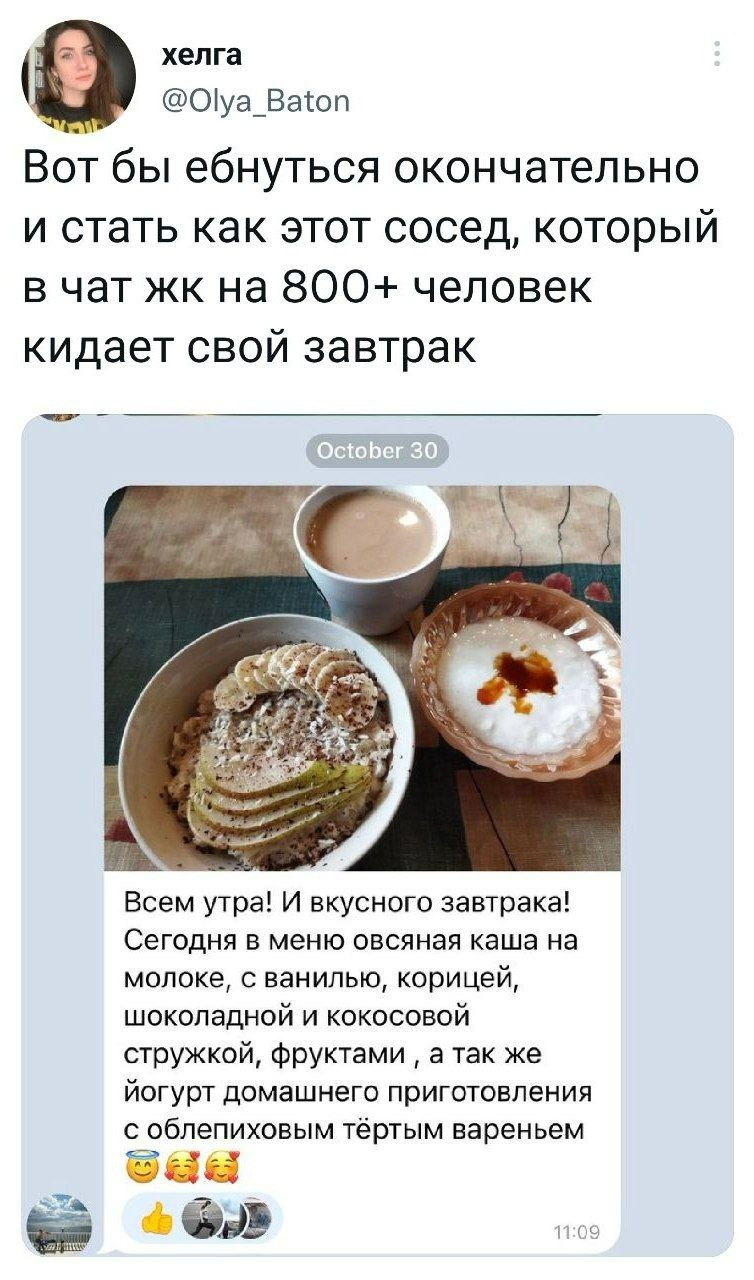 хелга
@Olya_Baton
Вот бы ебнуться окончательно
и стать как этот сосед, который
в чат жк на 800+ человек
кидает свой завтрак
October 30
Всем утра! И вкусного завтрака!
Сегодня в меню овсяная каша на
молоке, с ванилью, корицей,
шоколадной и кокосовой
стружкой, фруктами , а так же
йогурт домашнего приготовления
с облепиховым тёртым вареньем
😇🥰🥰
11:09